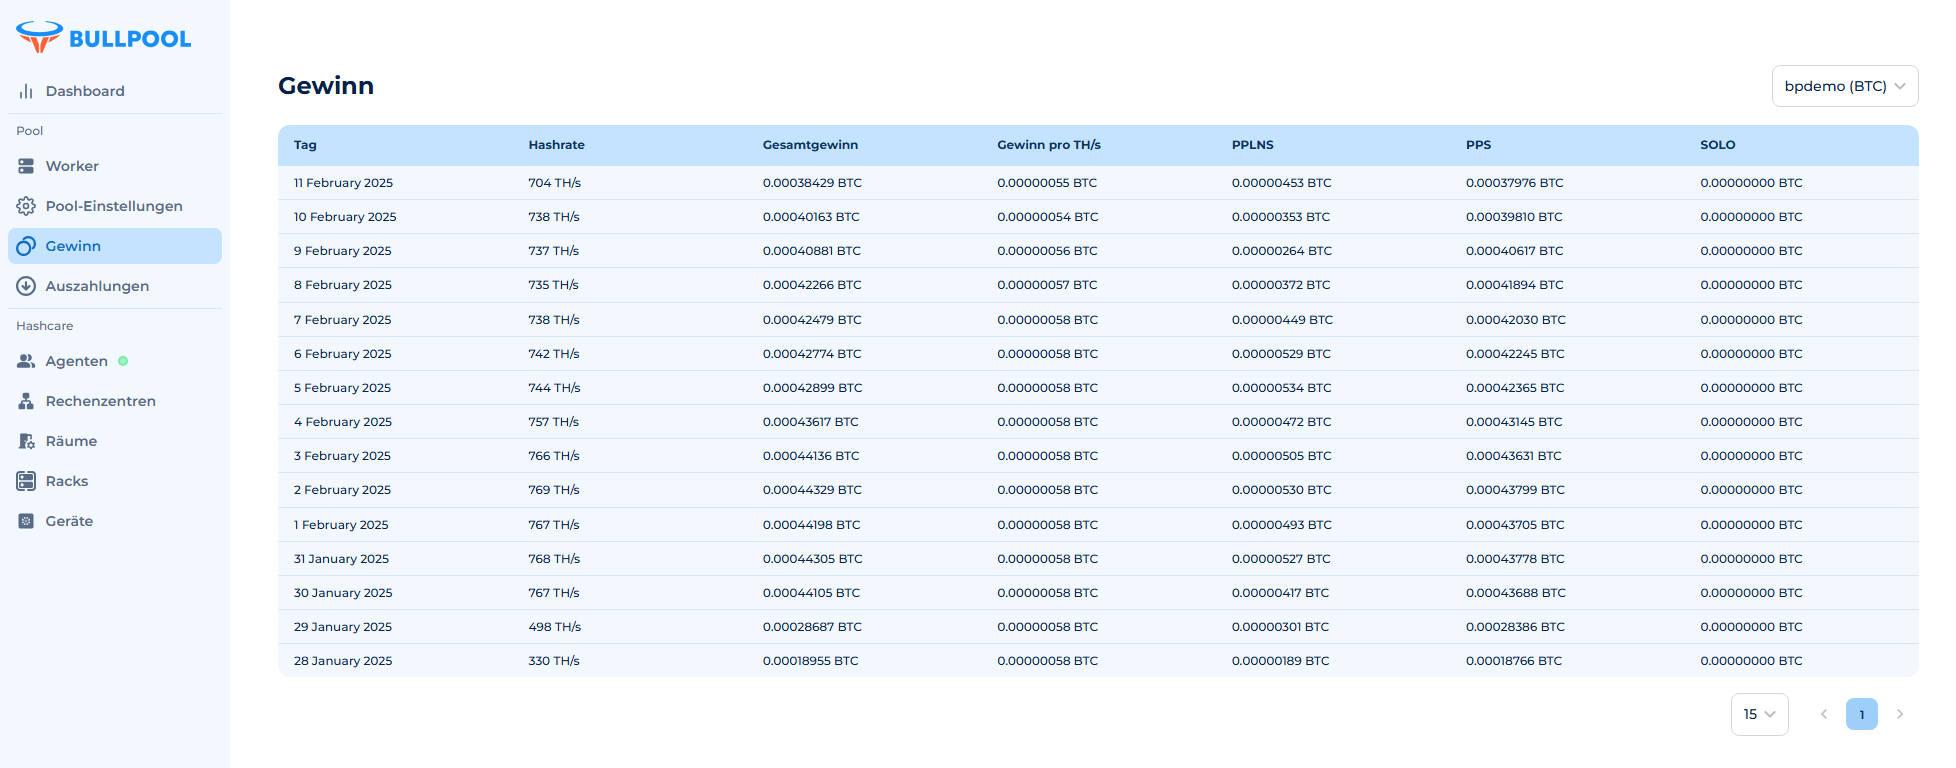 BULLPOOL
Dashboard
Pool
Worker
Pool-Einstellungen
Gewinn
Auszahlungen
Hashcare
Agenten
Rechenzentren
Räume
Racks
Geräte
Gewinn
bpdemo (BTC)
Tag Hashrate Gesamtgewinn Gewinn pro TH/s PPLNS PPS SOLO
11 February 2025 704 TH/s 0.00038429 BTC 0.00000055 BTC 0.00000453 BTC 0.00037976 BTC 0.00000000 BTC
10 February 2025 738 TH/s 0.00040163 BTC 0.00000054 BTC 0.00000353 BTC 0.00039810 BTC 0.00000000 BTC
9 February 2025 737 TH/s 0.00040881 BTC 0.00000056 BTC 0.00000264 BTC 0.00040617 BTC 0.00000000 BTC
8 February 2025 735 TH/s 0.00042266 BTC 0.00000057 BTC 0.00000372 BTC 0.00041894 BTC 0.00000000 BTC
7 February 2025 738 TH/s 0.00042479 BTC 0.00000058 BTC 0.00000449 BTC 0.00042030 BTC 0.00000000 BTC
6 February 2025 742 TH/s 0.00042774 BTC 0.00000058 BTC 0.00000529 BTC 0.00042245 BTC 0.00000000 BTC
5 February 2025 744 TH/s 0.00042899 BTC 0.00000058 BTC 0.00000534 BTC 0.00042365 BTC 0.00000000 BTC
4 February 2025 757 TH/s 0.00043617 BTC 0.00000058 BTC 0.00000472 BTC 0.00043145 BTC 0.00000000 BTC
3 February 2025 766 TH/s 0.00044136 BTC 0.00000058 BTC 0.00000505 BTC 0.00043631 BTC 0.00000000 BTC
2 February 2025 769 TH/s 0.00044329 BTC 0.00000058 BTC 0.00000530 BTC 0.00043799 BTC 0.00000000 BTC
1 February 2025 767 TH/s 0.00044198 BTC 0.00000058 BTC 0.00000493 BTC 0.00043705 BTC 0.00000000 BTC
31 January 2025 768 TH/s 0.00044305 BTC 0.00000058 BTC 0.00000527 BTC 0.00043778 BTC 0.00000000 BTC
30 January 2025 767 TH/s 0.00044105 BTC 0.00000058 BTC 0.00000417 BTC 0.00043688 BTC 0.00000000 BTC
29 January 2025 498 TH/s 0.00028687 BTC 0.00000058 BTC 0.00000301 BTC 0.00028386 BTC 0.00000000 BTC
28 January 2025 330 TH/s 0.00018955 BTC 0.00000058 BTC 0.00000189 BTC 0.00018766 BTC 0.00000000 BTC
15 1